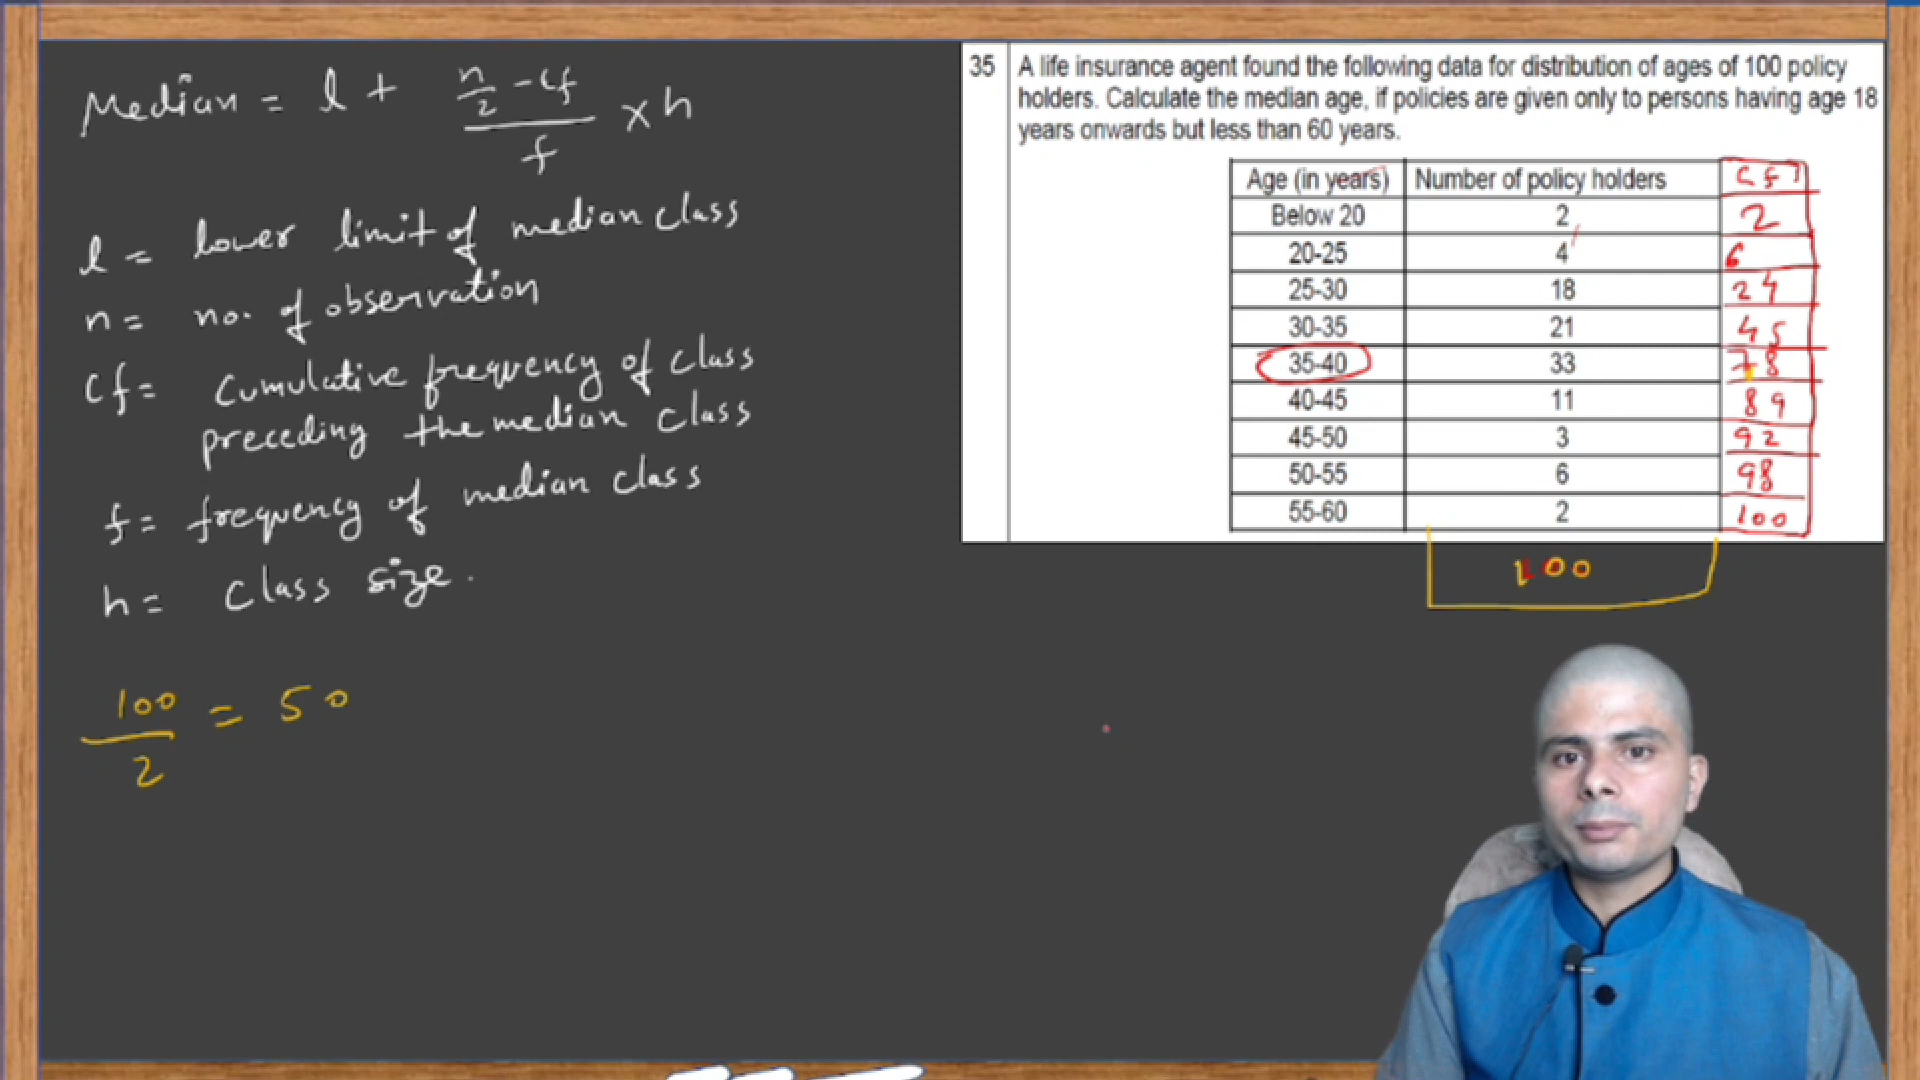 Median = l + n/2 - cf / f × h
l = lower limit of median class
n = no. of observation
Cf = Cumulative frequency of class
preceding the median class
f = frequency of median class
h = Class size.
100/2 = 50
35 A life insurance agent found the following data for distribution of ages of 100 policy
holders. Calculate the median age, if policies are given only to persons having age 18
years onwards but less than 60 years.
Age (in years) Number of policy holders cf
Below 20 2 2
20-25 4 6
25-30 18 24
30-35 21 45
35-40 33 78
40-45 11 89
45-50 3 92
50-55 6 98
55-60 2 100
100